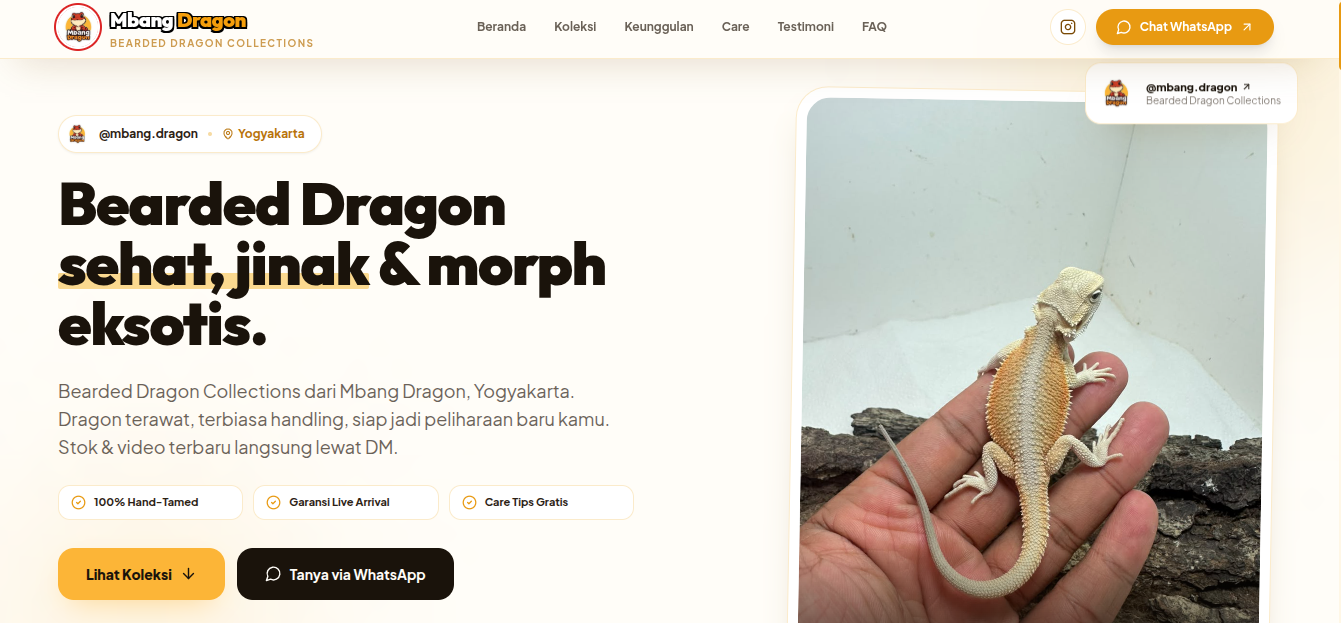 Mbang Dragon
BEARDED DRAGON COLLECTIONS
Beranda
Koleksi
Keunggulan
Care
Testimoni
FAQ
Chat WhatsApp
@mbang.dragon
Bearded Dragon Collections
@mbang.dragon • Yogyakarta
Bearded Dragon
sehat, jinak & morph
eksotis.
Bearded Dragon Collections dari Mbang Dragon, Yogyakarta.
Dragon terawat, terbiasa handling, siap jadi peliharaan baru kamu.
Stok & video terbaru langsung lewat DM.
100% Hand-Tamed
Garansi Live Arrival
Care Tips Gratis
Lihat Koleksi
Tanya via WhatsApp